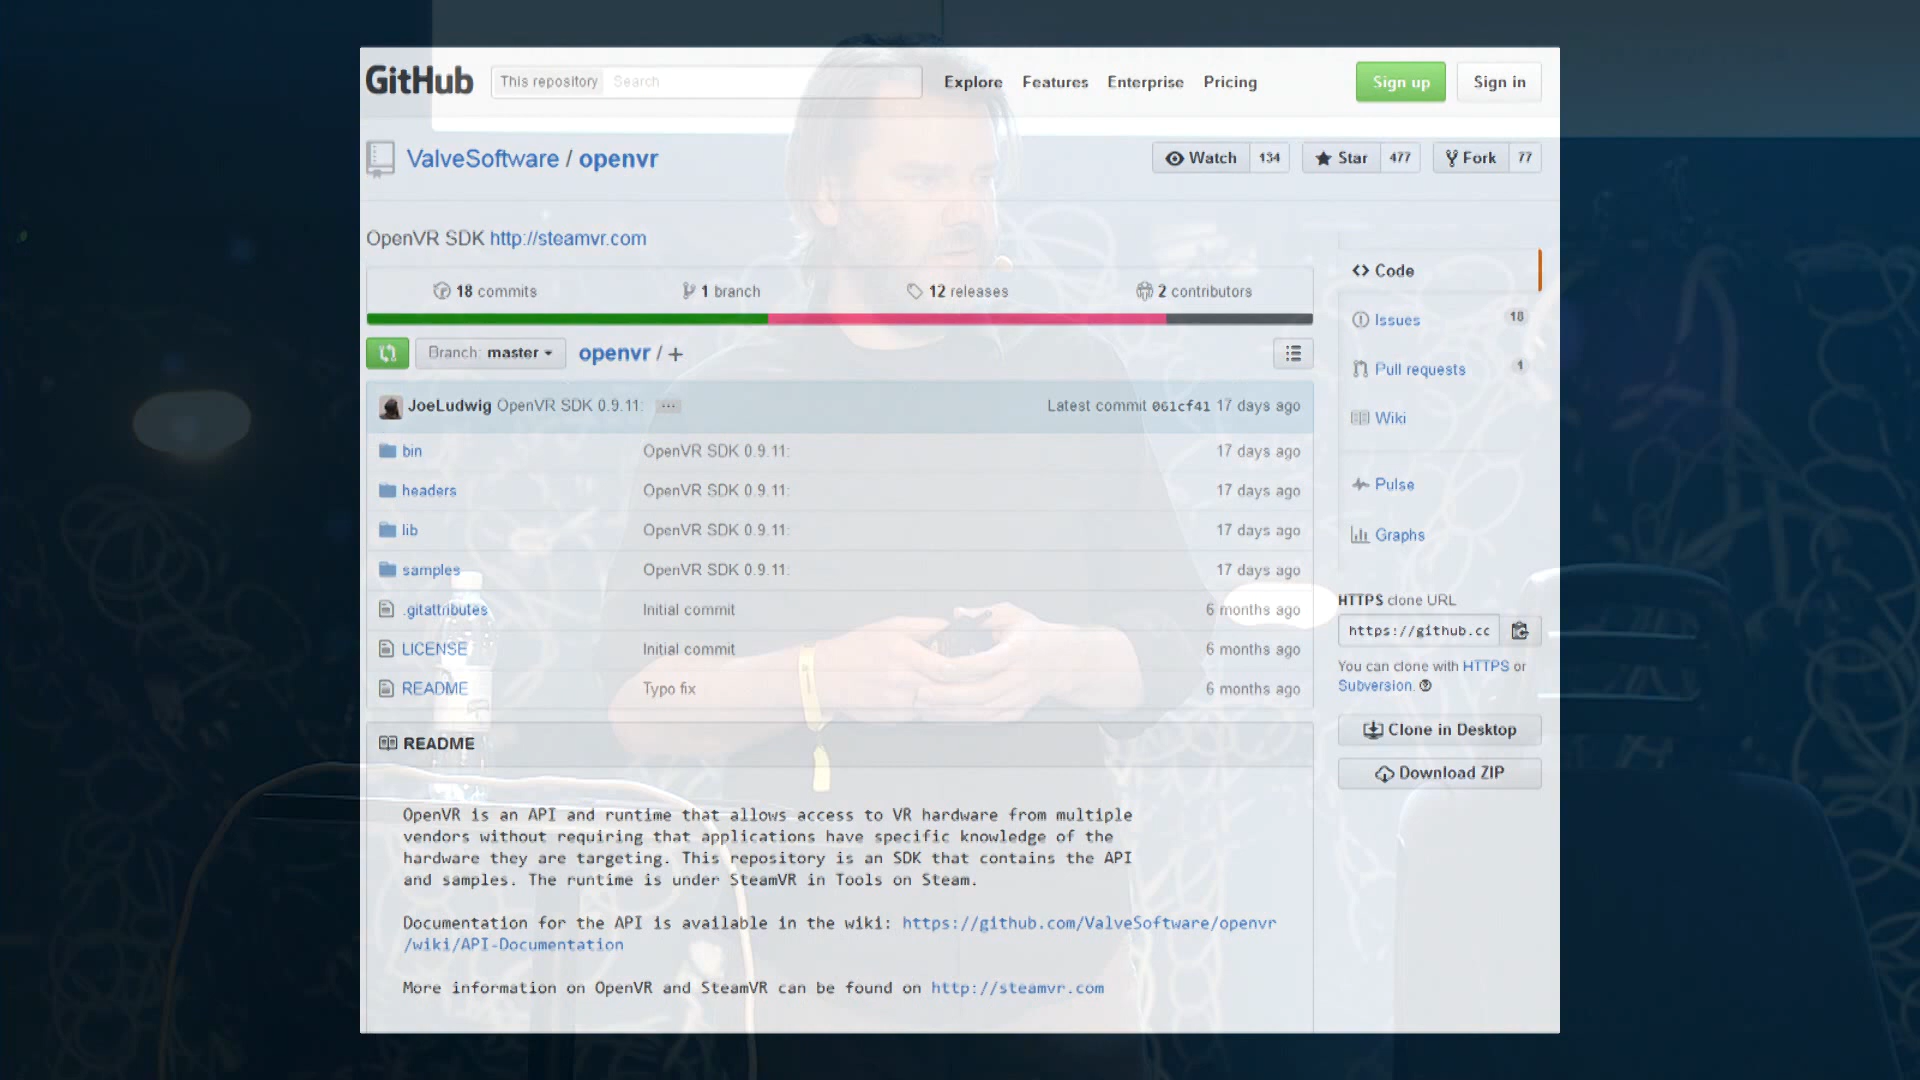 GitHub This repository Search Explore Features Enterprise Pricing Sign up Sign in
ValveSoftware / openvr Watch 134 Star 477 Fork 77
OpenVR SDK http://steamvr.com
18 commits 1 branch 12 releases 2 contributors
Branch: master openvr / +
JoeLudwig OpenVR SDK 0.9.11: ... Latest commit 061cf41 17 days ago
bin OpenVR SDK 0.9.11: 17 days ago
headers OpenVR SDK 0.9.11: 17 days ago
lib OpenVR SDK 0.9.11: 17 days ago
samples OpenVR SDK 0.9.11: 17 days ago
.gitattributes Initial commit 6 months ago
LICENSE Initial commit 6 months ago
README Typo fix 6 months ago
README
OpenVR is an API and runtime that allows access to VR hardware from multiple
vendors without requiring that applications have specific knowledge of the
hardware they are targeting. This repository is an SDK that contains the API
and samples. The runtime is under SteamVR in Tools on Steam.
Documentation for the API is available in the wiki: https://github.com/ValveSoftware/openvr
/wiki/API-Documentation
More information on OpenVR and SteamVR can be found on http://steamvr.com
Code
Issues 18
Pull requests 1
Wiki
Pulse
Graphs
HTTPS clone URL
https://github.cc
You can clone with HTTPS or
Subversion.
Clone in Desktop
Download ZIP